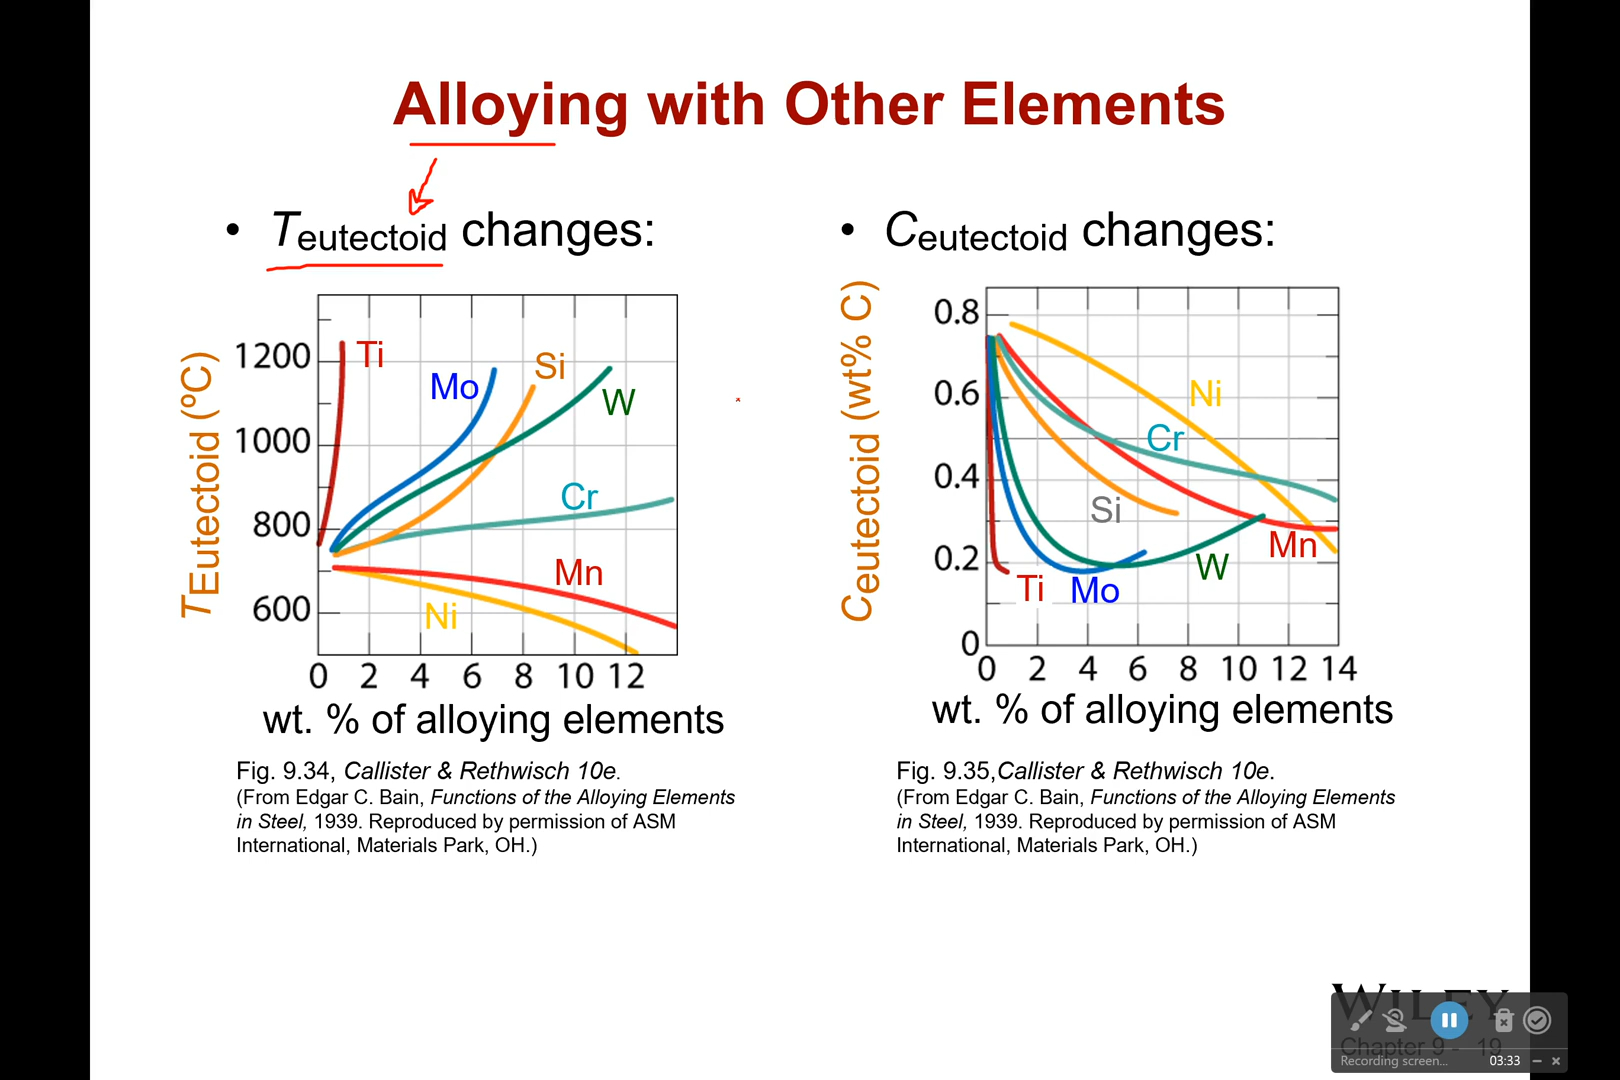 Alloying with Other Elements
• Teutectoid changes:
TEutectoid (ºC)
1200
1000
800
600
Ti
Mo
Si
W
Cr
Mn
Ni
0 2 4 6 8 10 12
wt. % of alloying elements
Fig. 9.34, Callister & Rethwisch 10e.
(From Edgar C. Bain, Functions of the Alloying Elements
in Steel, 1939. Reproduced by permission of ASM
International, Materials Park, OH.)
• Ceutectoid changes:
Ceutectoid (wt% C)
0.8
0.6
0.4
0.2
0
Ni
Cr
Si
Mn
W
Ti
Mo
0 2 4 6 8 10 12 14
wt. % of alloying elements
Fig. 9.35,Callister & Rethwisch 10e.
(From Edgar C. Bain, Functions of the Alloying Elements
in Steel, 1939. Reproduced by permission of ASM
International, Materials Park, OH.)
WILEY
Chapter 9 - 19
Recording screen...
03:33